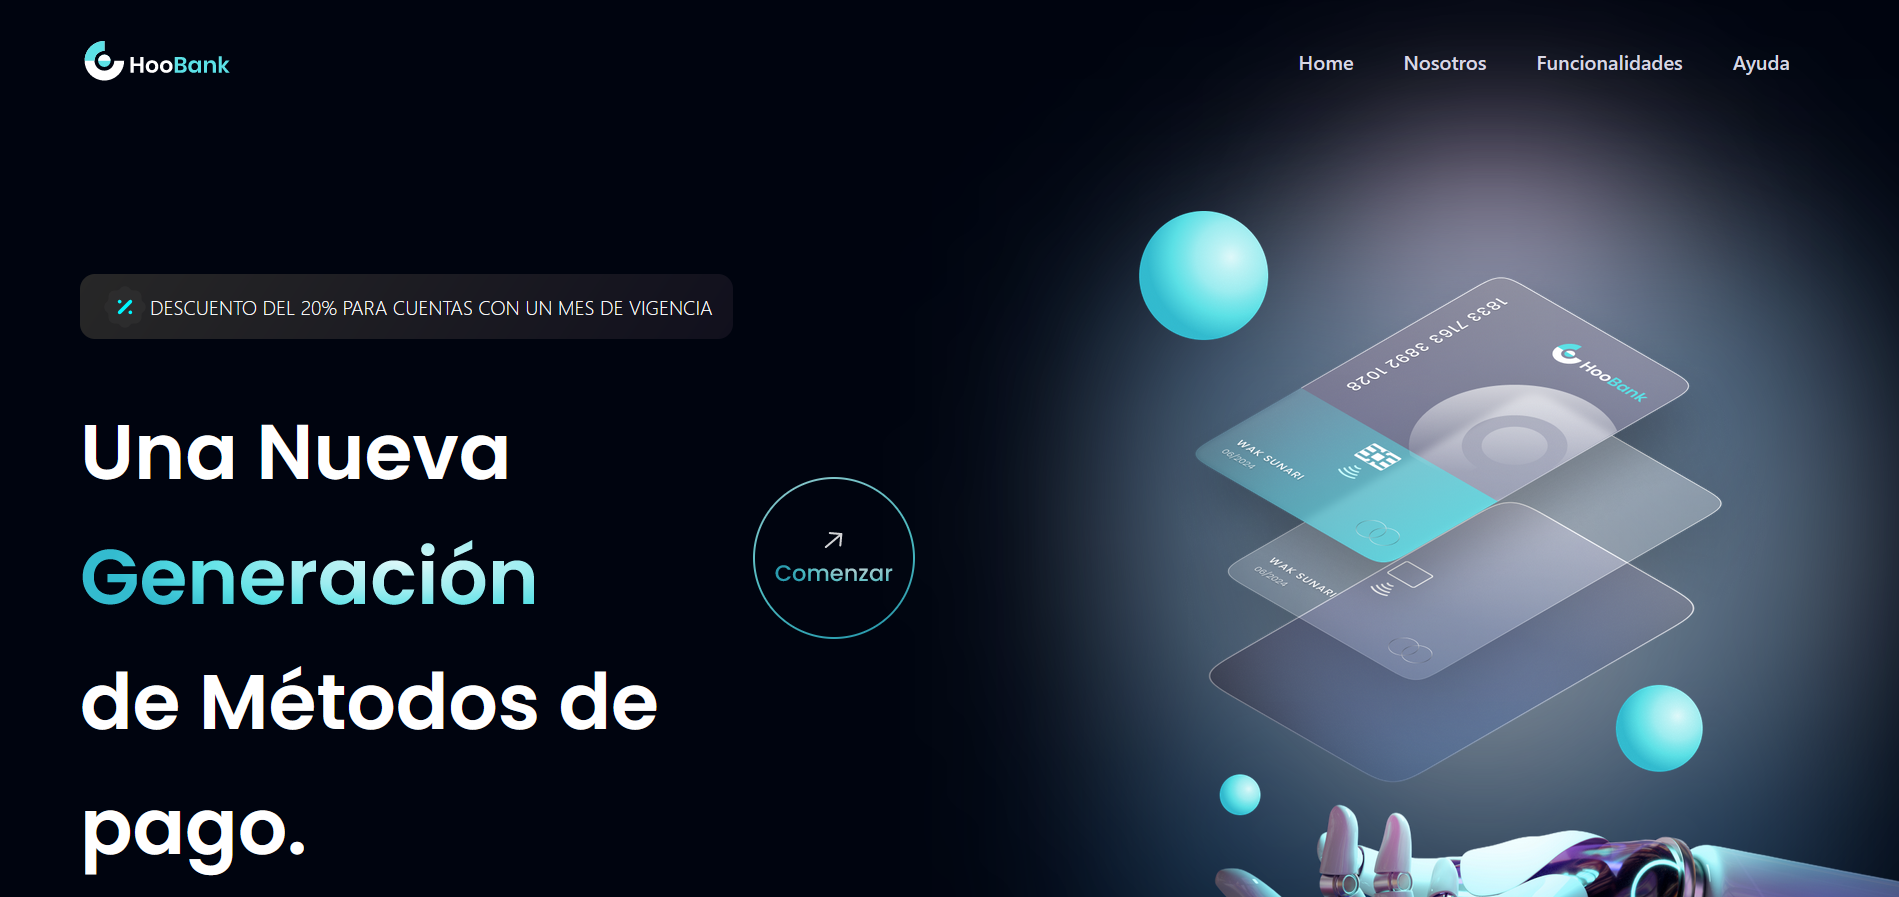 HooBank
Home Nosotros Funcionalidades Ayuda
DESCUENTO DEL 20% PARA CUENTAS CON UN MES DE VIGENCIA
Una Nueva
Generación
de Métodos de
pago.
Comenzar
1833 7163 3892 1028
HooBank
WAK SUNARI
08/2024
WAK SUNARI
08/2024